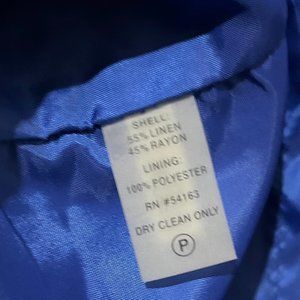 SHELL:
55% LINEN
45% RAYON
LINING:
100% POLYESTER
RN #54163
DRY CLEAN ONLY
P